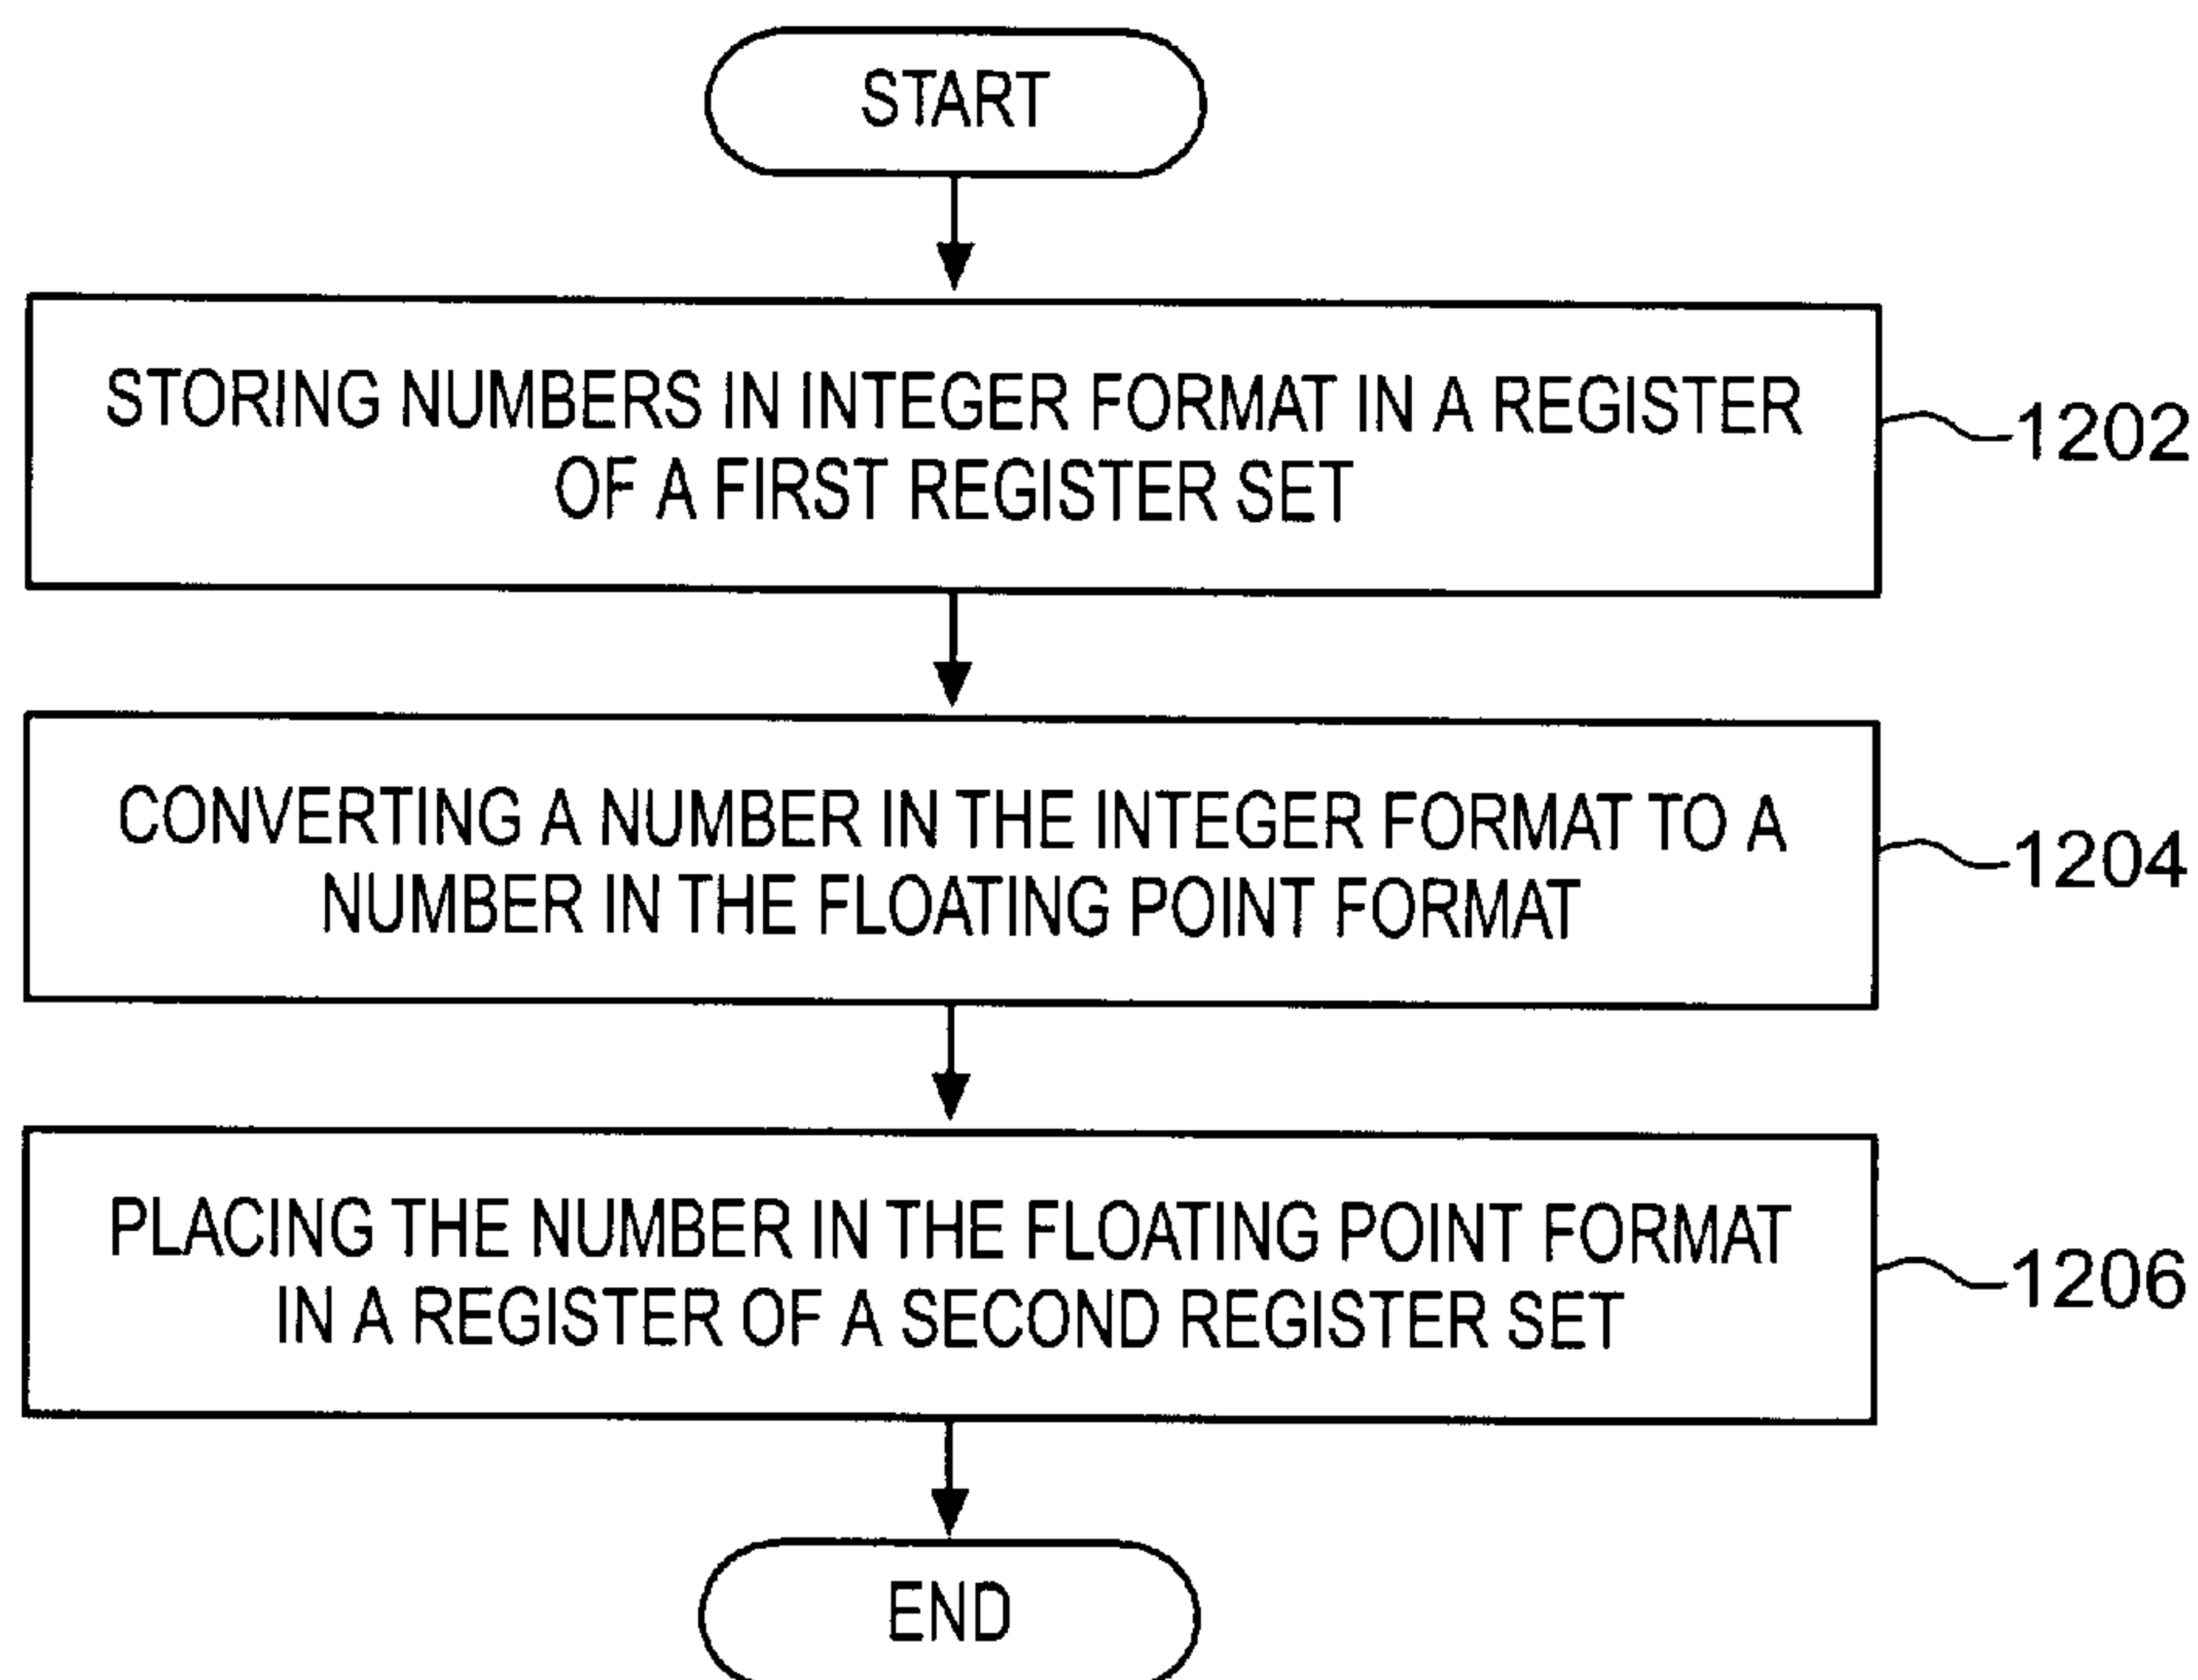 START
STORING NUMBERS IN INTEGER FORMAT IN A REGISTER
OF A FIRST REGISTER SET
1202
CONVERTING A NUMBER IN THE INTEGER FORMAT TO A
NUMBER IN THE FLOATING POINT FORMAT
1204
PLACING THE NUMBER IN THE FLOATING POINT FORMAT
IN A REGISTER OF A SECOND REGISTER SET
1206
END